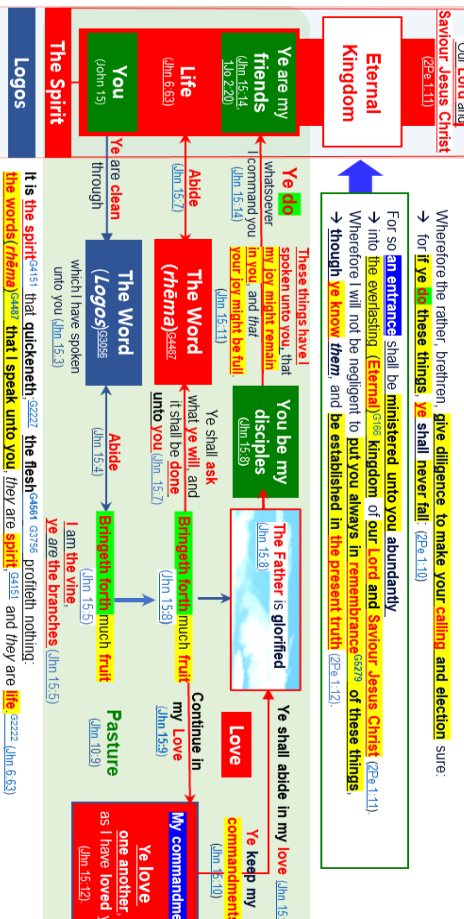 Wherefore the rather, brethren, give diligence to make your calling and election sure:
→ for if ye do these things, ye shall never fall: (2Pe 1:10)
For so an entrance shall be ministered unto you abundantly
→ into the everlasting (Eternal)G166 kingdom of our Lord and Saviour Jesus Christ (2Pe 1:11).
Wherefore I will not be negligent to put you always in remembranceG5279 of these things,
→ though ye know them, and be established in the present truth (2Pe 1:12).
Our Lord and
Saviour Jesus Christ
(2Pe 1:11)
Eternal
Kingdom
Ye are my
friends
(Jhn 15:14,
1Jo 2:20)
Life
(Jhn 6:63)
You
(John 15)
The Spirit
Logos
Ye do
whatsoever
I command you
(Jhn 15:14)
Abide
(Jhn 15:7)
Ye are clean
through
These things have I
spoken unto you, that
my joy might remain
in you, and that
your joy might be full.
(Jhn 15:11)
The Word
(rhēma)G4487
The Word
(Logos)G3056
which I have spoken
unto you (Jhn 15:3)
You be my
disciples
(Jhn 15:8)
Ye shall ask
what ye will, and
it shall be done
unto you (Jhn 15:7)
Abide
(Jhn 15:4)
The Father is glorified
(Jhn 15:8)
Bringeth forth much fruit
(Jhn 15:8)
Bringeth forth much fruit
(Jhn 15:5)
I am the vine,
ye are the branches (Jhn 15:5)
Ye shall abide in my love (Jhn 15:
Love
Continue in
my Love
(Jhn 15:9)
Pasture
(Jhn 10:9)
Ye keep my
commandments
(Jhn 15:10)
My commandme
Ye love
one another,
as I have loved y
(Jhn 15:12).
It is the spiritG4151 that quickeneth;G2227 the fleshG4561 G3756 profiteth nothing:
the words(rhēma)G4487 that I speak unto you, they are spirit,G4151 and they are life.G2222 (Jhn 6:63)